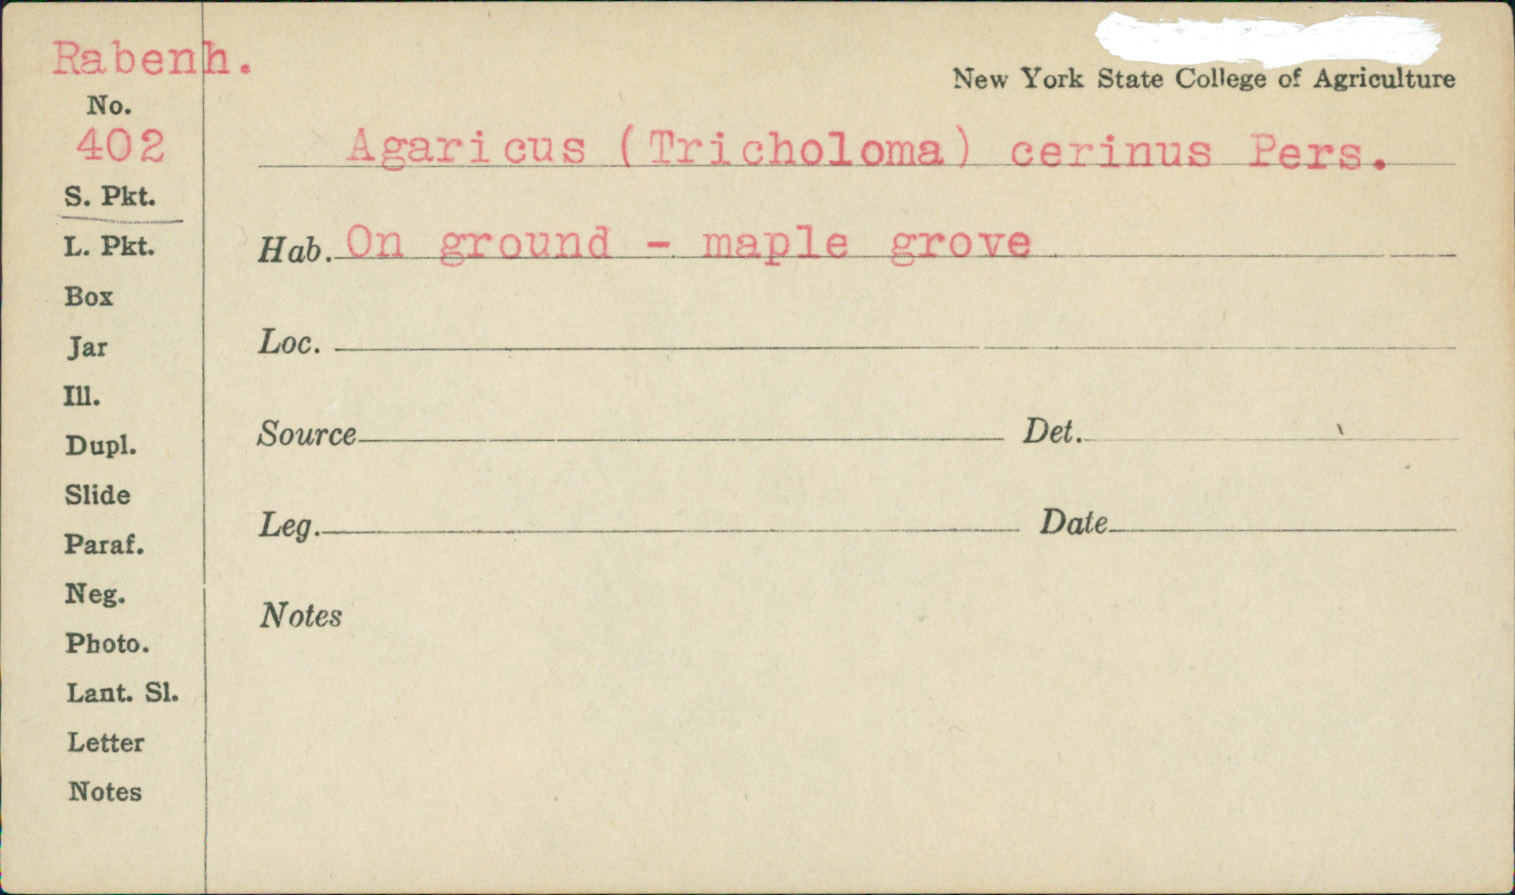 Rabenh.
No.
402
S. Pkt.
L. Pkt.
Box
Jar
Ill.
Dupl.
Slide
Paraf.
Neg.
Photo.
Lant. Sl.
Letter
Notes
New York State College of Agriculture
Agaricus (Tricholoma) cerinus Pers.
Hab. On ground - maple grove
Loc.
Source Det.
Leg. Date
Notes